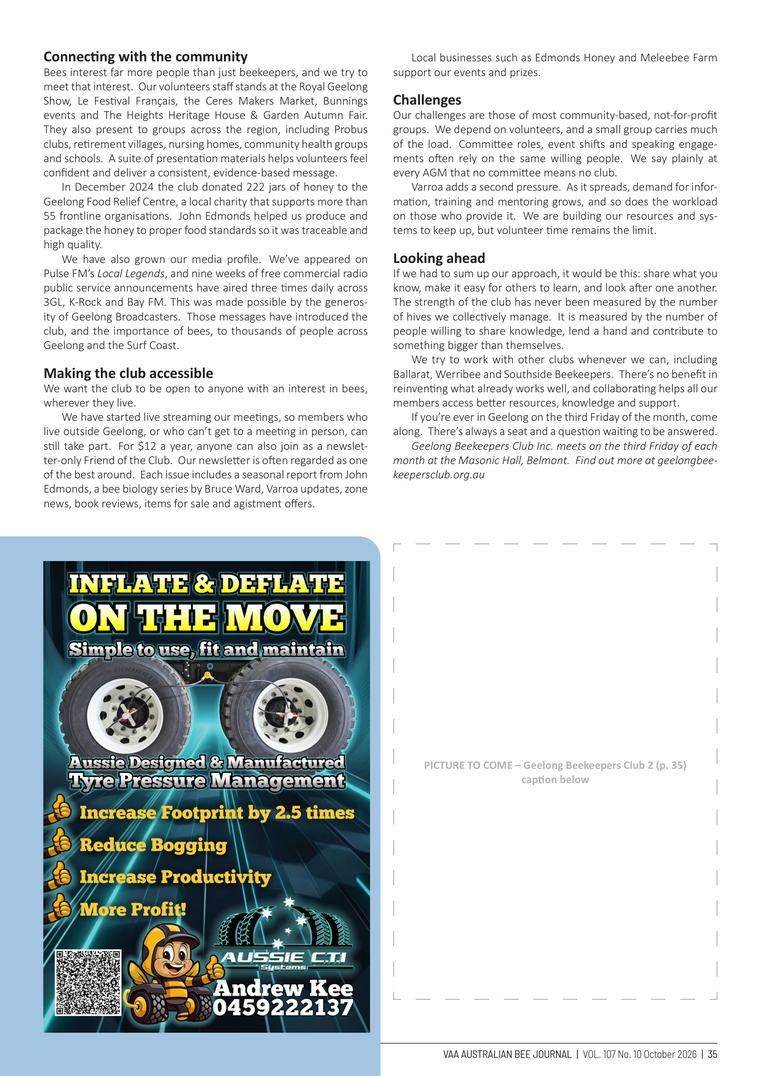 Connecting with the community
Bees interest far more people than just beekeepers, and we try to
meet that interest.  Our volunteers staff stands at the Royal Geelong
Show, Le Festival Français, the Ceres Makers Market, Bunnings
events and The Heights Heritage House & Garden Autumn Fair.
They also present to groups across the region, including Probus
clubs, retirement villages, nursing homes, community health groups
and schools.  A suite of presentation materials helps volunteers feel
confident and deliver a consistent, evidence-based message.
In December 2024 the club donated 222 jars of honey to the
Geelong Food Relief Centre, a local charity that supports more than
55 frontline organisations.  John Edmonds helped us produce and
package the honey to proper food standards so it was traceable and
high quality.
We have also grown our media profile.  We've appeared on
Pulse FM's Local Legends, and nine weeks of free commercial radio
public service announcements have aired three times daily across
3GL, K-Rock and Bay FM. This was made possible by the generos-
ity of Geelong Broadcasters.  Those messages have introduced the
club, and the importance of bees, to thousands of people across
Geelong and the Surf Coast.
Making the club accessible
We want the club to be open to anyone with an interest in bees,
wherever they live.
We have started live streaming our meetings, so members who
live outside Geelong, or who can't get to a meeting in person, can
still take part.  For $12 a year, anyone can also join as a newslet-
ter-only Friend of the Club.  Our newsletter is often regarded as one
of the best around.  Each issue includes a seasonal report from John
Edmonds, a bee biology series by Bruce Ward, Varroa updates, zone
news, book reviews, items for sale and agistment offers.
Local businesses such as Edmonds Honey and Meleebee Farm
support our events and prizes.
Challenges
Our challenges are those of most community-based, not-for-profit
groups.  We depend on volunteers, and a small group carries much
of the load.  Committee roles, event shifts and speaking engage-
ments often rely on the same willing people.  We say plainly at
every AGM that no committee means no club.
Varroa adds a second pressure.  As it spreads, demand for infor-
mation, training and mentoring grows, and so does the workload
on those who provide it.  We are building our resources and sys-
tems to keep up, but volunteer time remains the limit.
Looking ahead
If we had to sum up our approach, it would be this: share what you
know, make it easy for others to learn, and look after one another.
The strength of the club has never been measured by the number
of hives we collectively manage.  It is measured by the number of
people willing to share knowledge, lend a hand and contribute to
something bigger than themselves.
We try to work with other clubs whenever we can, including
Ballarat, Werribee and Southside Beekeepers.  There's no benefit in
reinventing what already works well, and collaborating helps all our
members access better resources, knowledge and support.
If you're ever in Geelong on the third Friday of the month, come
along.  There's always a seat and a question waiting to be answered.
Geelong Beekeepers Club Inc. meets on the third Friday of each
month at the Masonic Hall, Belmont.  Find out more at geelongbee-
keepersclub.org.au
INFLATE & DEFLATE
ON THE MOVE
Simple to use, fit and maintain
Aussie Designed & Manufactured
Tyre Pressure Management
Increase Footprint by 2.5 times
Reduce Bogging
Increase Productivity
More Profit!
AUSSIE C.T.I
Systems
Andrew Kee
0459222137
PICTURE TO COME – Geelong Beekeepers Club 2 (p. 35)
caption below
VAA AUSTRALIAN BEE JOURNAL | VOL. 107 No. 10 October 2026 | 35